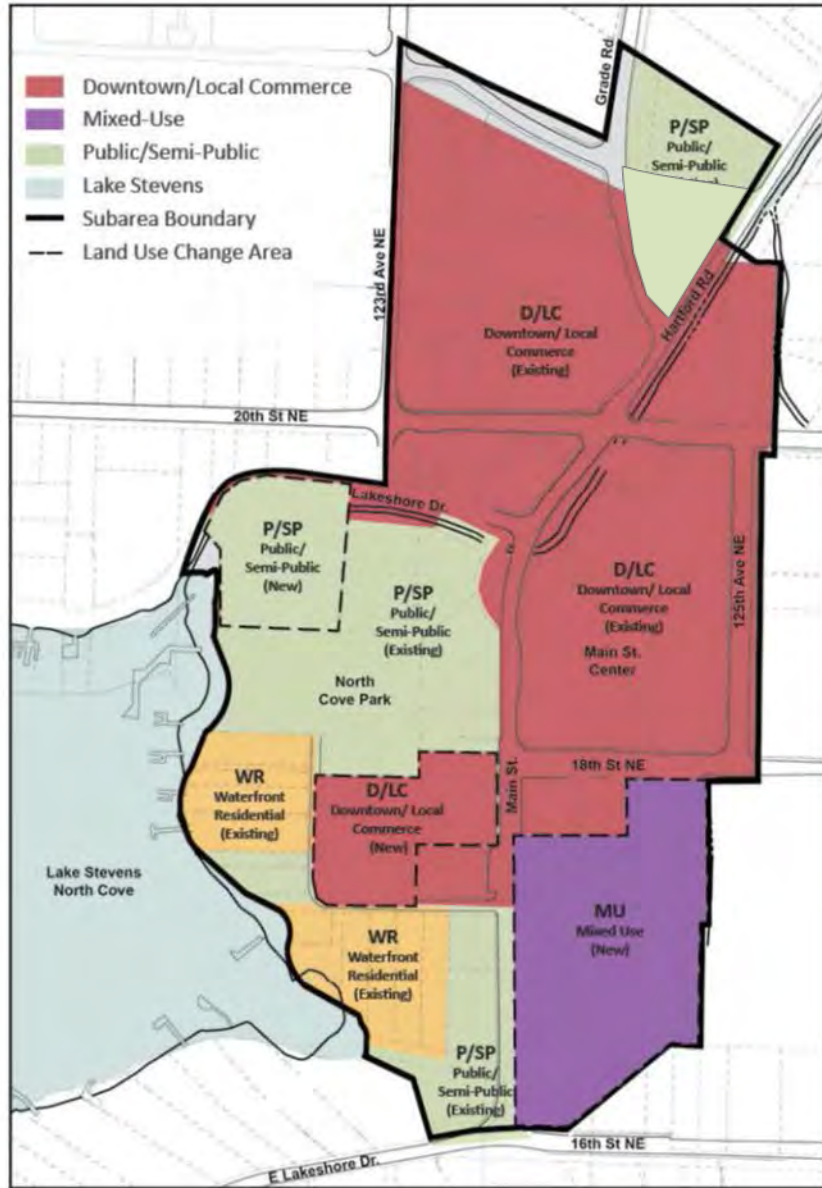 Downtown/Local Commerce
Mixed-Use
Public/Semi-Public
Lake Stevens
Subarea Boundary
Land Use Change Area
Grade Rd
P/SP
Public/
Semi-Public
123rd Ave NE
Hartford Rd
D/LC
Downtown/ Local
Commerce
(Existing)
20th St NE
Lakeshore Dr.
P/SP
Public/
Semi-Public
(New)
P/SP
Public/
Semi-Public
(Existing)
D/LC
Downtown/ Local
Commerce
(Existing)
125th Ave NE
Main St.
Center
North
Cove Park
18th St NE
WR
Waterfront
Residential
(Existing)
D/LC
Downtown/ Local
Commerce
(New)
Main St.
Lake Stevens
North Cove
MU
Mixed Use
(New)
WR
Waterfront
Residential
(Existing)
P/SP
Public/
Semi-Public
(Existing)
16th St NE
E Lakeshore Dr.